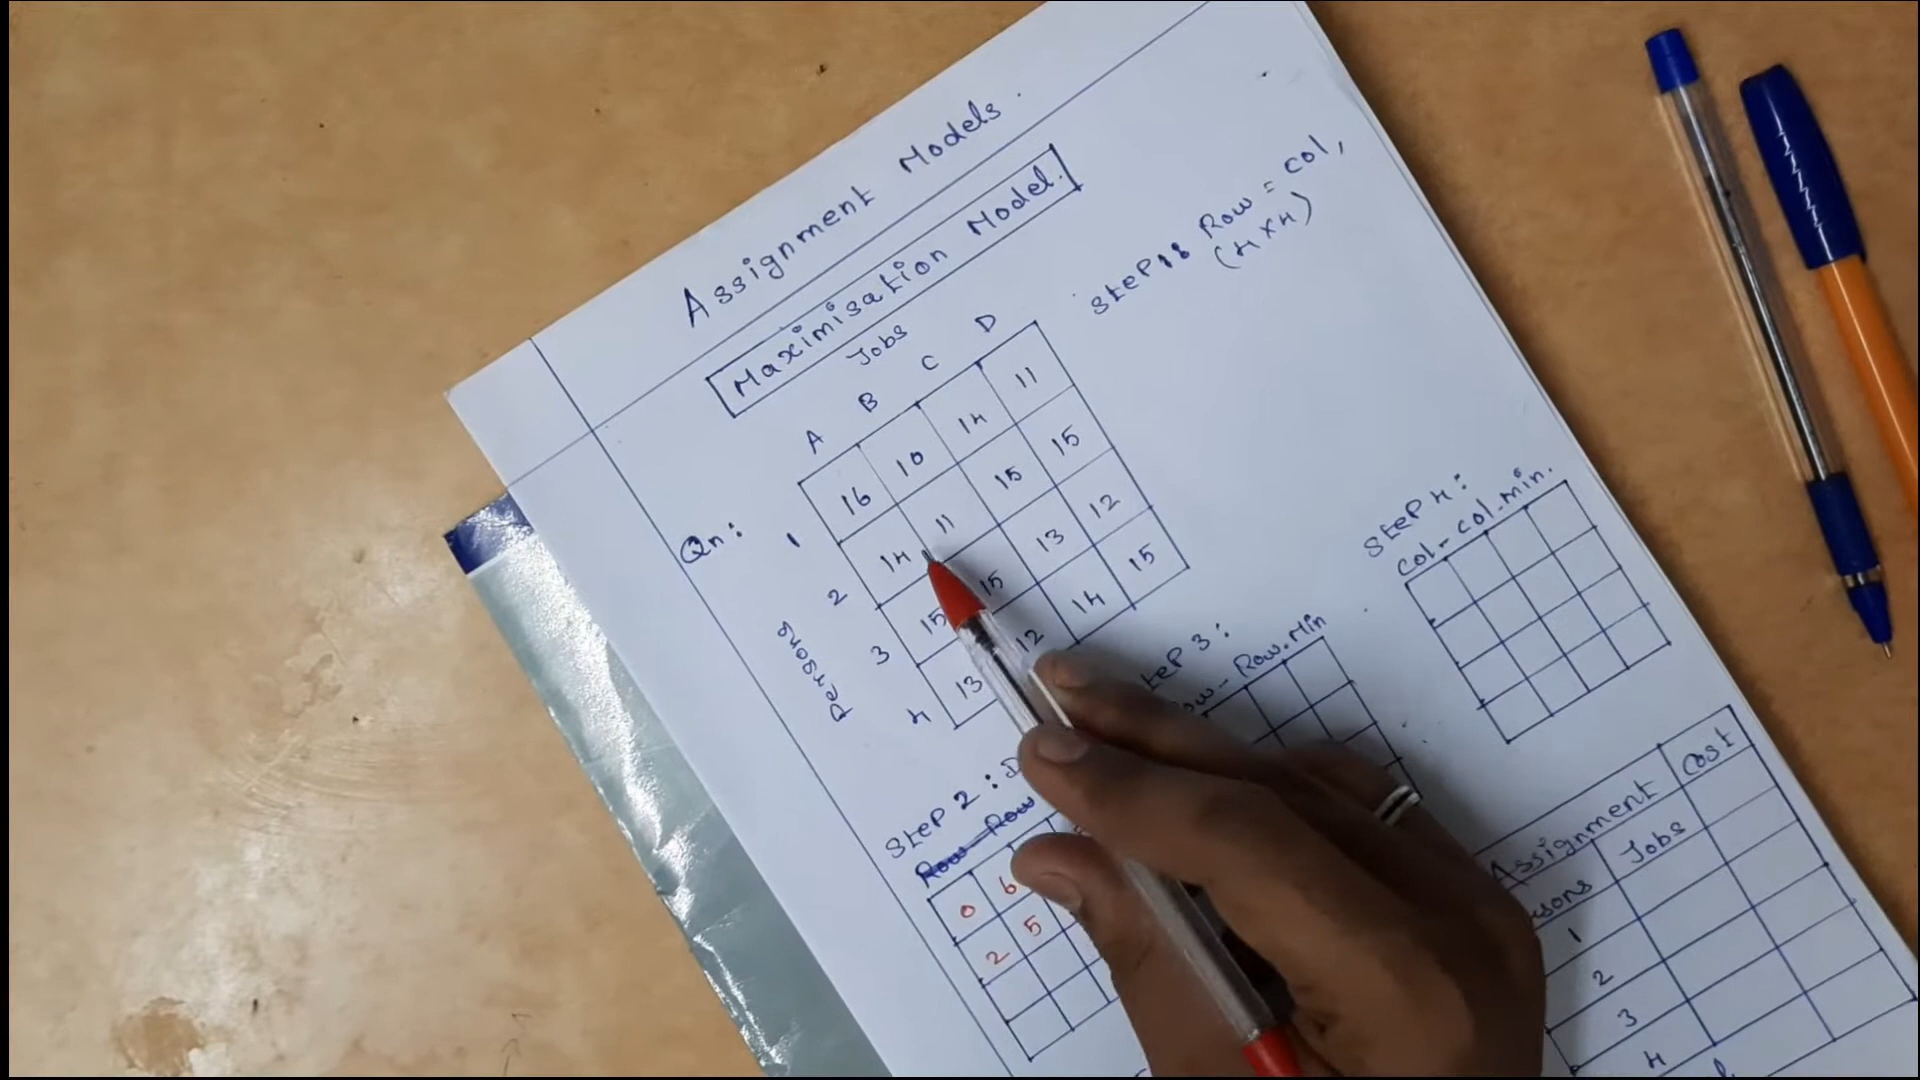 Assignment Models.
Maximisation Model.
Jobs
A B C D
Qn:
Persons
1 16 10 14 11
2 14 11 15 15
3 15 15 13 12
4 13 12 14 15
Step 1: Row = Col,
(4x4)
Step 2:
Row - Row
0 6
2 5
Step 3:
Row - Row. Min
Step 4:
Col - Col. min.
Assignment Cost
Jobs
1
2
3
4